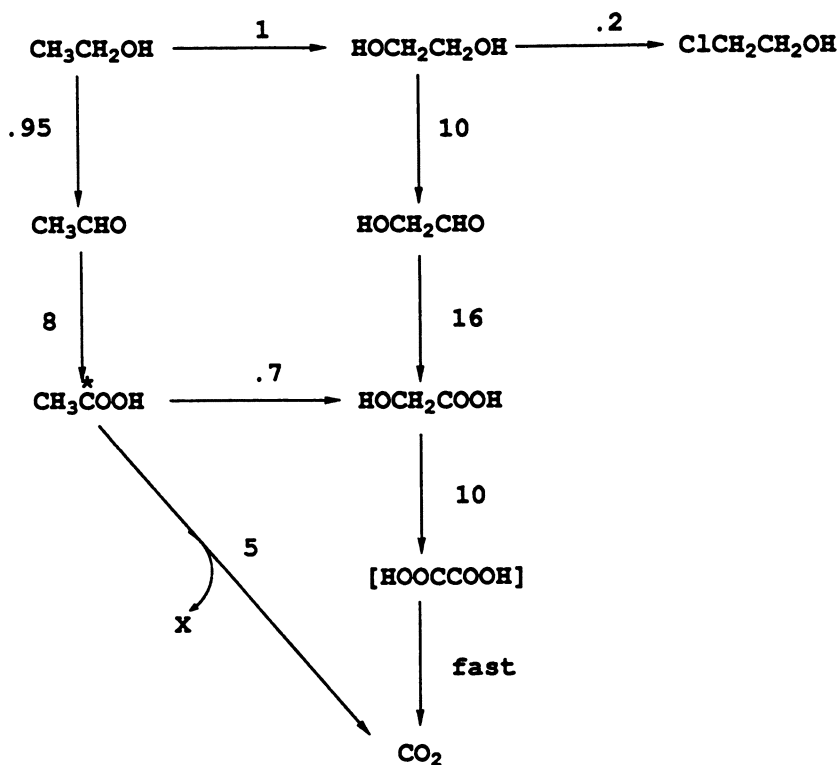 CH₃CH₂OH 1 HOCH₂CH₂OH .2 ClCH₂CH₂OH
.95 10
CH₃CHO HOCH₂CHO
8 16
*
CH₃COOH .7 HOCH₂COOH
10
5
[HOOCCOOH]
X
fast
CO₂